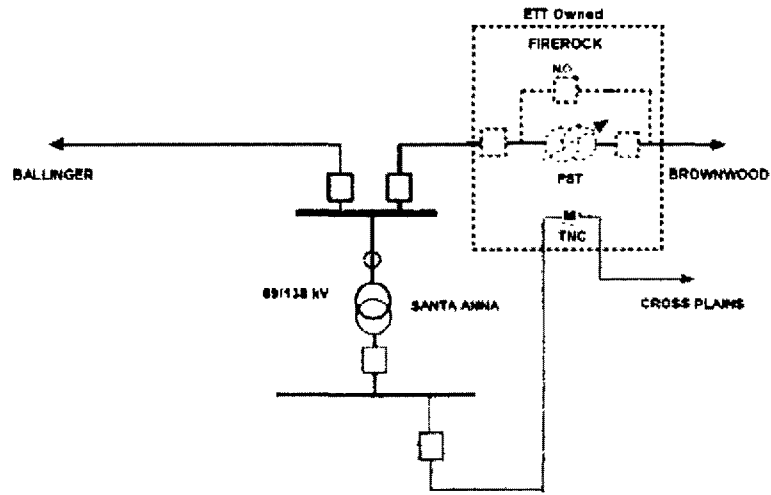 ETT Owned
FIREROCK
N.O.
BALLINGER
PST
BROWNWOOD
M
TNC
69/138 kV
SANTA ANNA
CROSS PLAINS